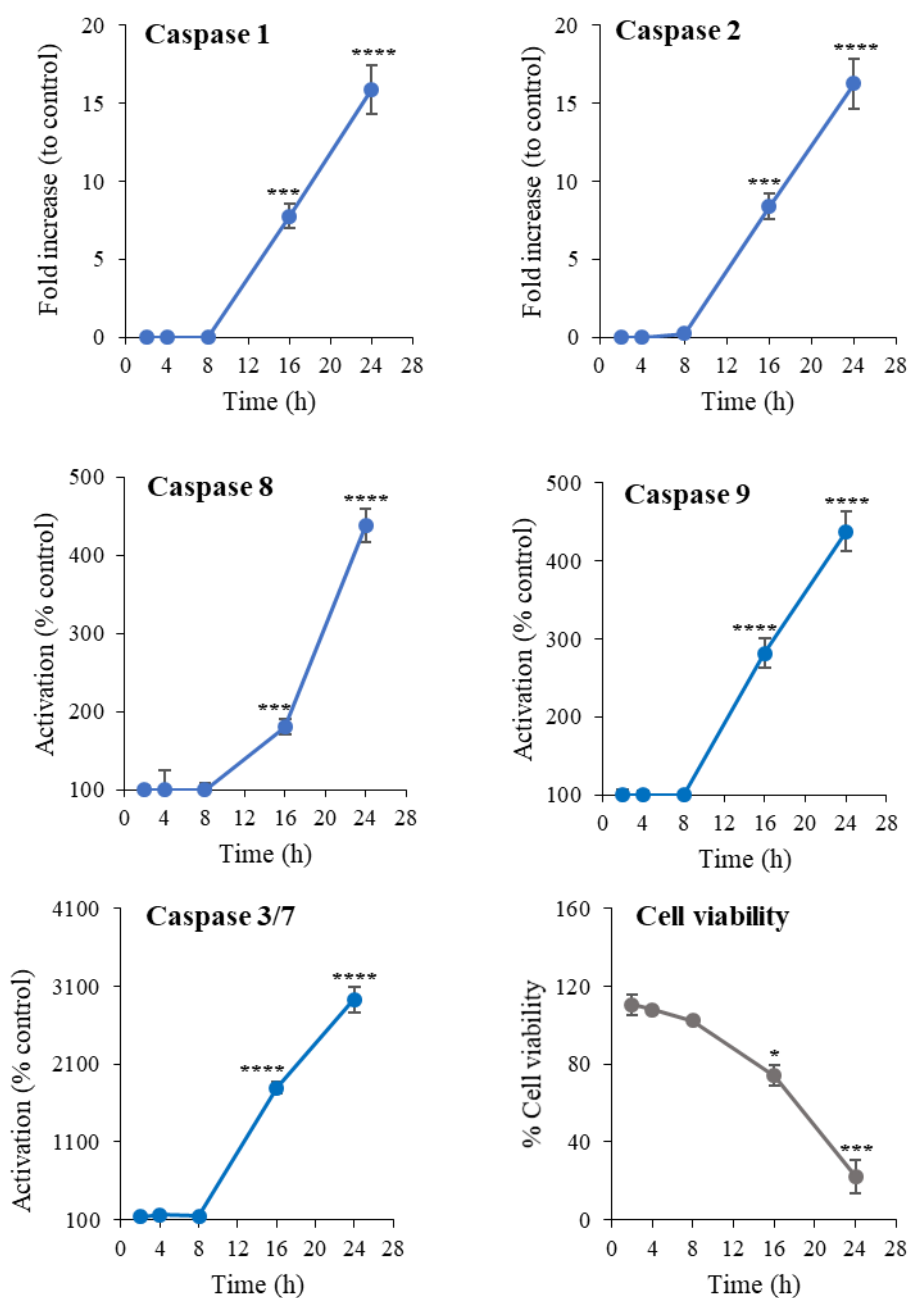 Caspase 1
Fold increase (to control)
20
15
10
5
0
***
****
0 4 8 12 16 20 24 28
Time (h)
Caspase 2
Fold increase (to control)
20
15
10
5
0
***
****
0 4 8 12 16 20 24 28
Time (h)
Caspase 8
Activation (% control)
500
400
300
200
100
***
****
0 4 8 12 16 20 24 28
Time (h)
Caspase 9
Activation (% control)
500
400
300
200
100
****
****
0 4 8 12 16 20 24 28
Time (h)
Caspase 3/7
Activation (% control)
4100
3100
2100
1100
100
****
****
0 4 8 12 16 20 24 28
Time (h)
Cell viability
% Cell viability
160
120
80
40
0
*
***
0 4 8 12 16 20 24 28
Time (h)